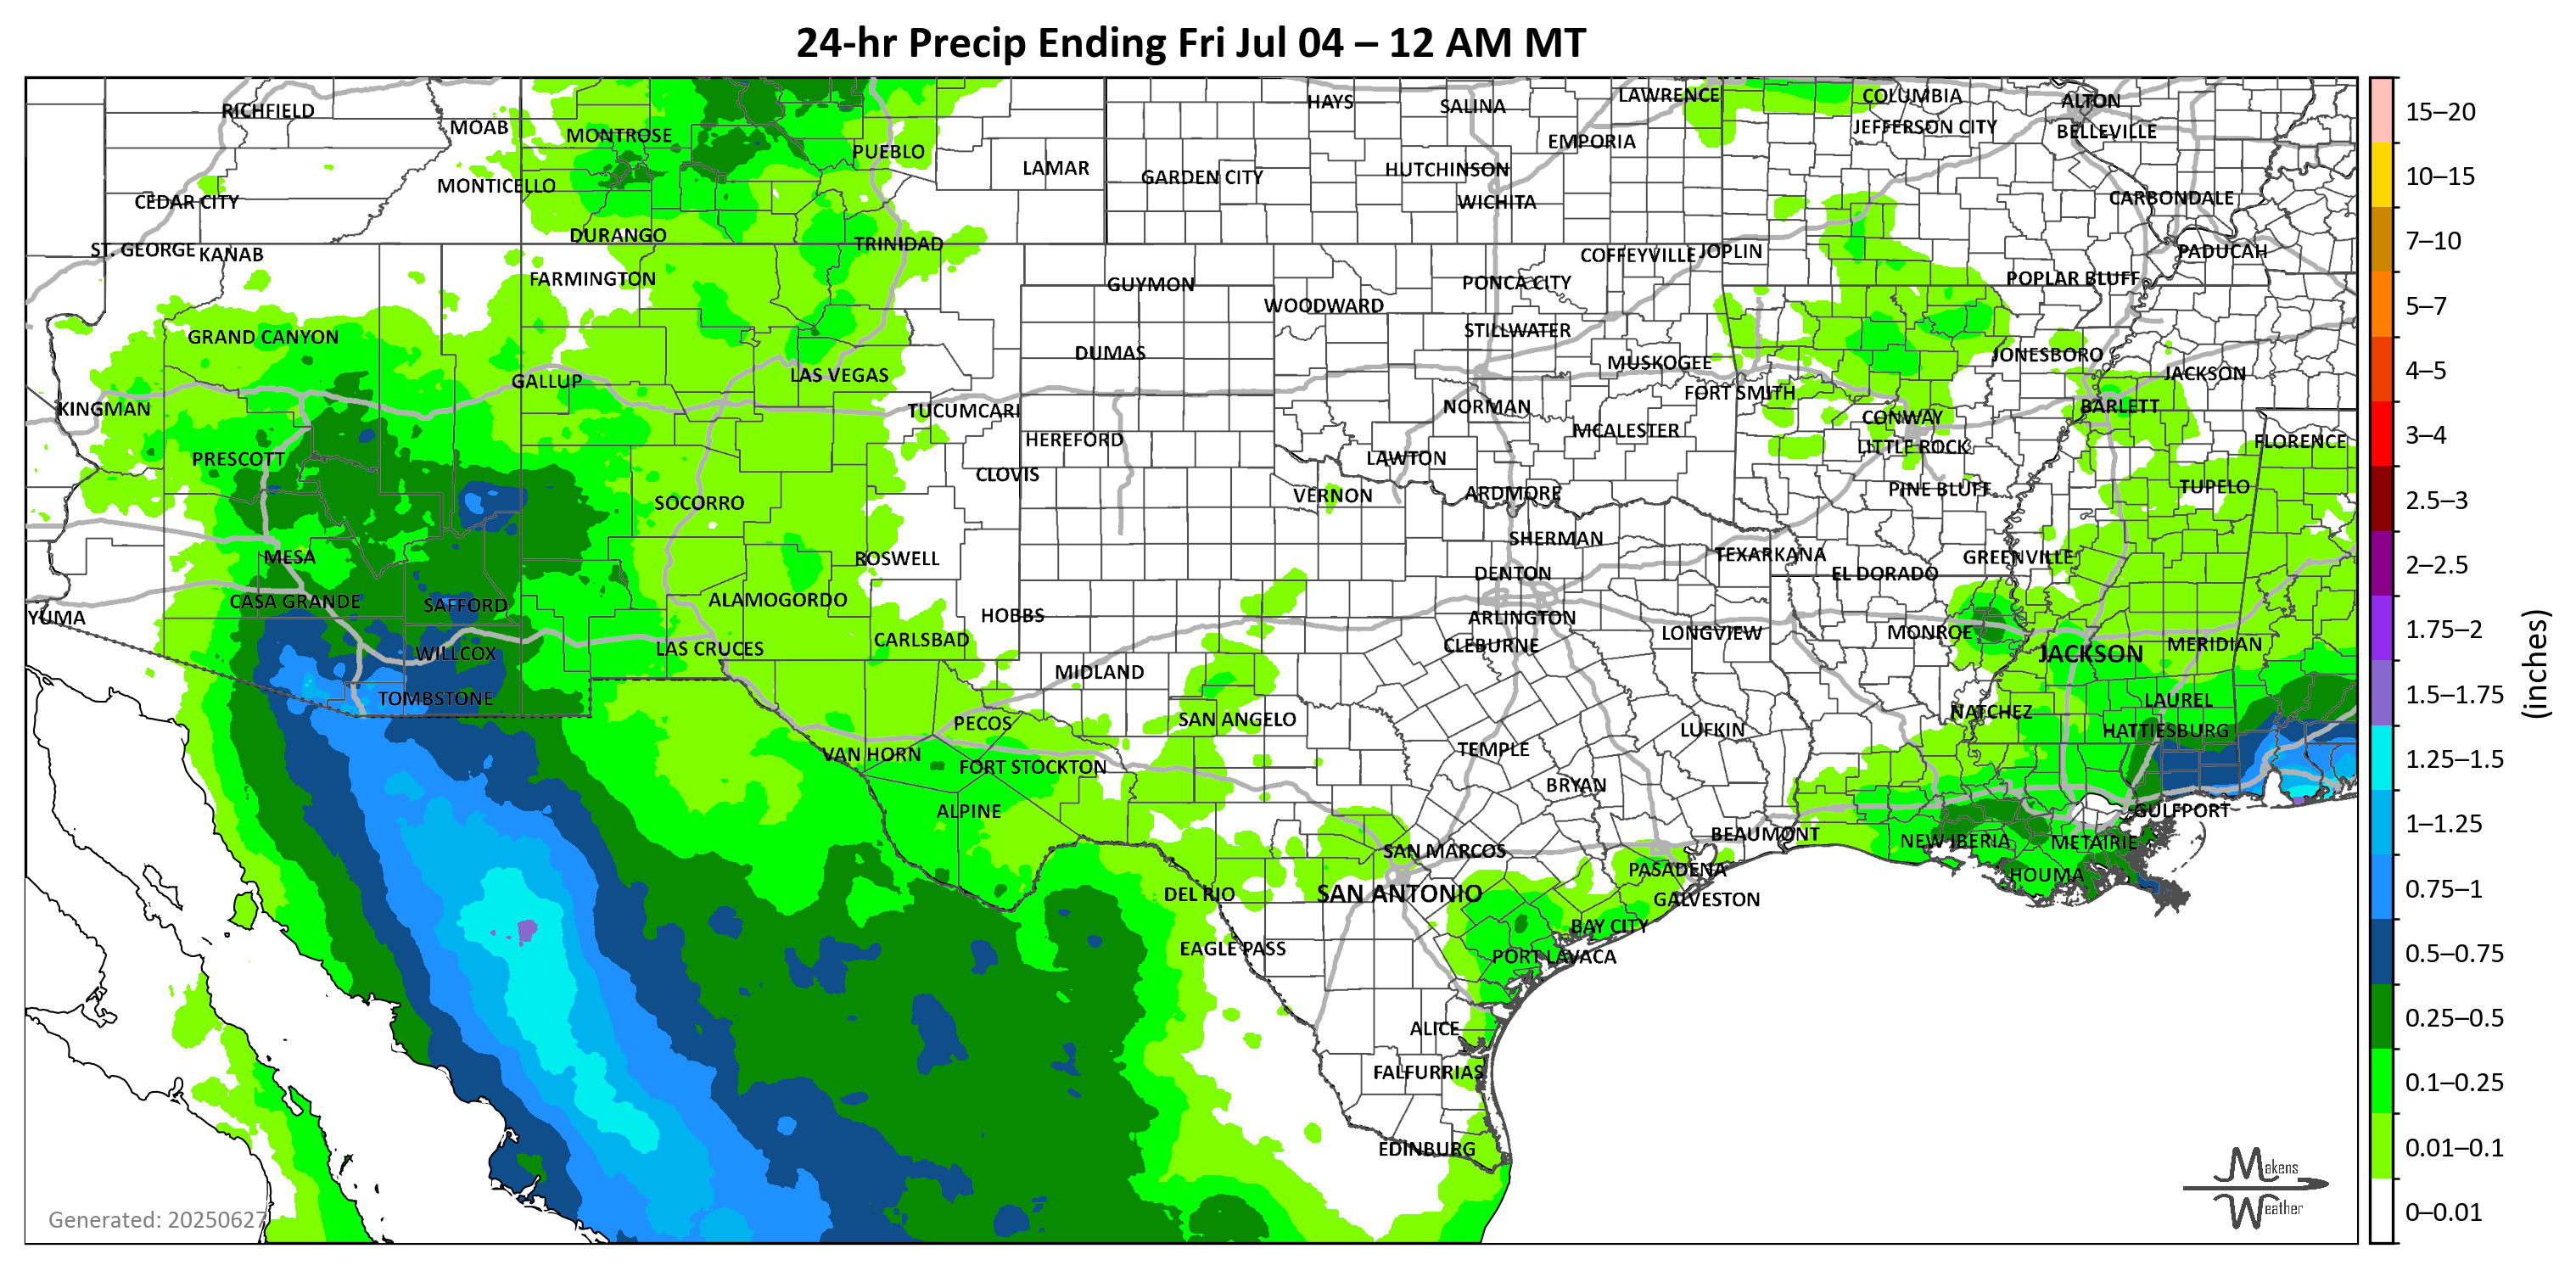 24-hr Precip Ending Fri Jul 04 – 12 AM MT
RICHFIELD
MOAB
MONTROSE
PUEBLO
LAMAR
HAYS
SALINA
LAWRENCE
COLUMBIA
ALTON
GARDEN CITY
HUTCHINSON
EMPORIA
JEFFERSON CITY
BELLEVILLE
CEDAR CITY
MONTICELLO
WICHITA
CARBONDALE
ST. GEORGE
KANAB
DURANGO
TRINIDAD
COFFEYVILLE
JOPLIN
PADUCAH
FARMINGTON
GUYMON
WOODWARD
PONCA CITY
POPLAR BLUFF
GRAND CANYON
DUMAS
STILLWATER
MUSKOGEE
JONESBORO
JACKSON
KINGMAN
GALLUP
LAS VEGAS
TUCUMCARI
NORMAN
FORT SMITH
CONWAY
BARLETT
PRESCOTT
HEREFORD
MCALESTER
LITTLE ROCK
FLORENCE
SOCORRO
CLOVIS
VERNON
LAWTON
ARDMORE
PINE BLUFF
TUPELO
MESA
ROSWELL
SHERMAN
TEXARKANA
GREENVILLE
YUMA
CASA GRANDE
SAFFORD
ALAMOGORDO
HOBBS
DENTON
ARLINGTON
EL DORADO
WILLCOX
LAS CRUCES
CARLSBAD
CLEBURNE
LONGVIEW
MONROE
JACKSON
MERIDIAN
TOMBSTONE
MIDLAND
PECOS
SAN ANGELO
LUFKIN
NATCHEZ
LAUREL
HATTIESBURG
VAN HORN
FORT STOCKTON
TEMPLE
BRYAN
ALPINE
SAN MARCOS
BEAUMONT
NEW IBERIA
METAIRIE
GULFPORT
DEL RIO
SAN ANTONIO
PASADENA
GALVESTON
HOUMA
EAGLE PASS
BAY CITY
PORT LAVACA
ALICE
FALFURRIAS
EDINBURG
15–20
10–15
7–10
5–7
4–5
3–4
2.5–3
2–2.5
1.75–2
1.5–1.75
1.25–1.5
1–1.25
0.75–1
0.5–0.75
0.25–0.5
0.1–0.25
0.01–0.1
0–0.01
(inches)
Generated: 20250627
Makens
Weather